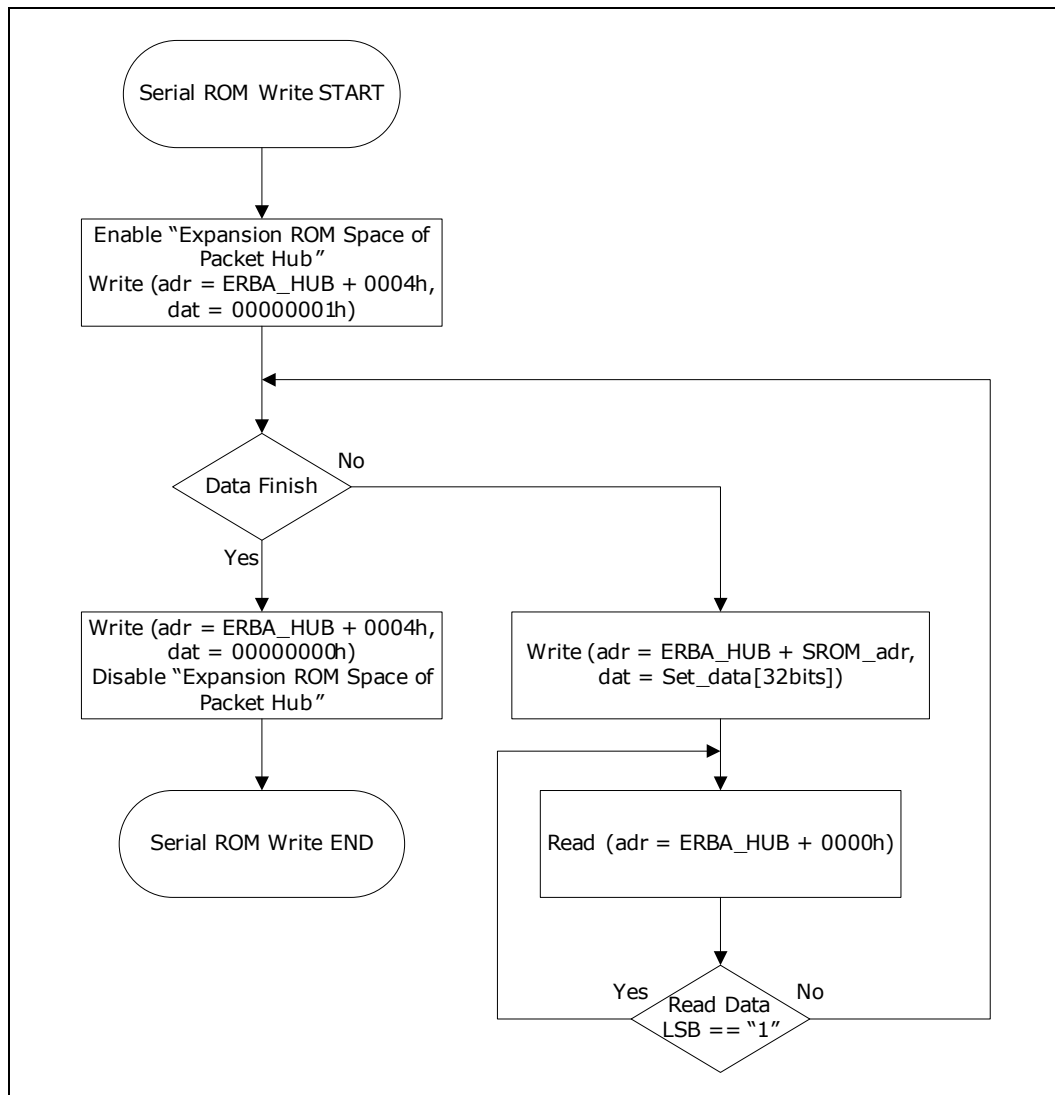 Serial ROM Write START
Enable “Expansion ROM Space of
Packet Hub”
Write (adr = ERBA_HUB + 0004h,
dat = 00000001h)
Data Finish
No
Yes
Write (adr = ERBA_HUB + 0004h,
dat = 00000000h)
Disable “Expansion ROM Space of
Packet Hub”
Serial ROM Write END
Write (adr = ERBA_HUB + SROM_adr,
dat = Set_data[32bits])
Read (adr = ERBA_HUB + 0000h)
Read Data
LSB == “1”
Yes
No